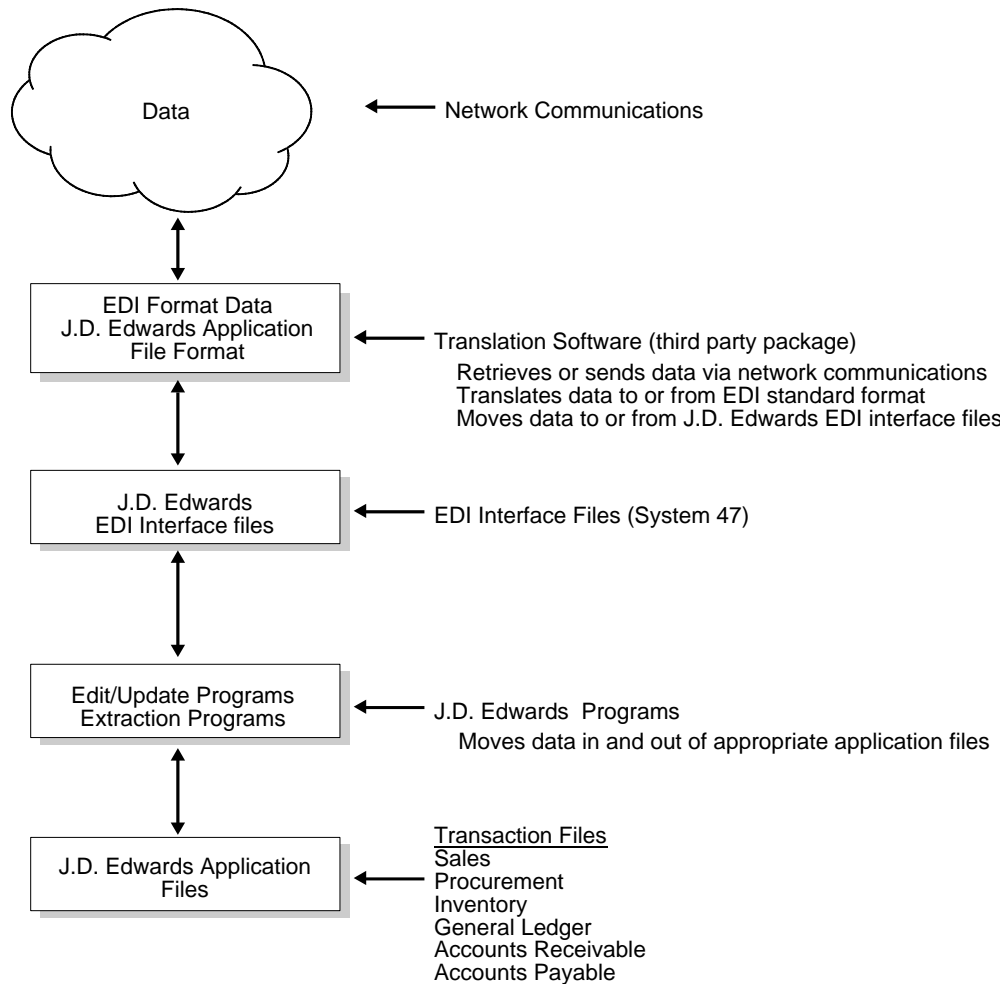 Data
Network Communications
EDI Format Data
J.D. Edwards Application
File Format
Translation Software (third party package)
Retrieves or sends data via network communications
Translates data to or from EDI standard format
Moves data to or from J.D. Edwards EDI interface files
J.D. Edwards
EDI Interface files
EDI Interface Files (System 47)
Edit/Update Programs
Extraction Programs
J.D. Edwards  Programs
Moves data in and out of appropriate application files
J.D. Edwards Application
Files
Transaction Files
Sales
Procurement
Inventory
General Ledger
Accounts Receivable
Accounts Payable